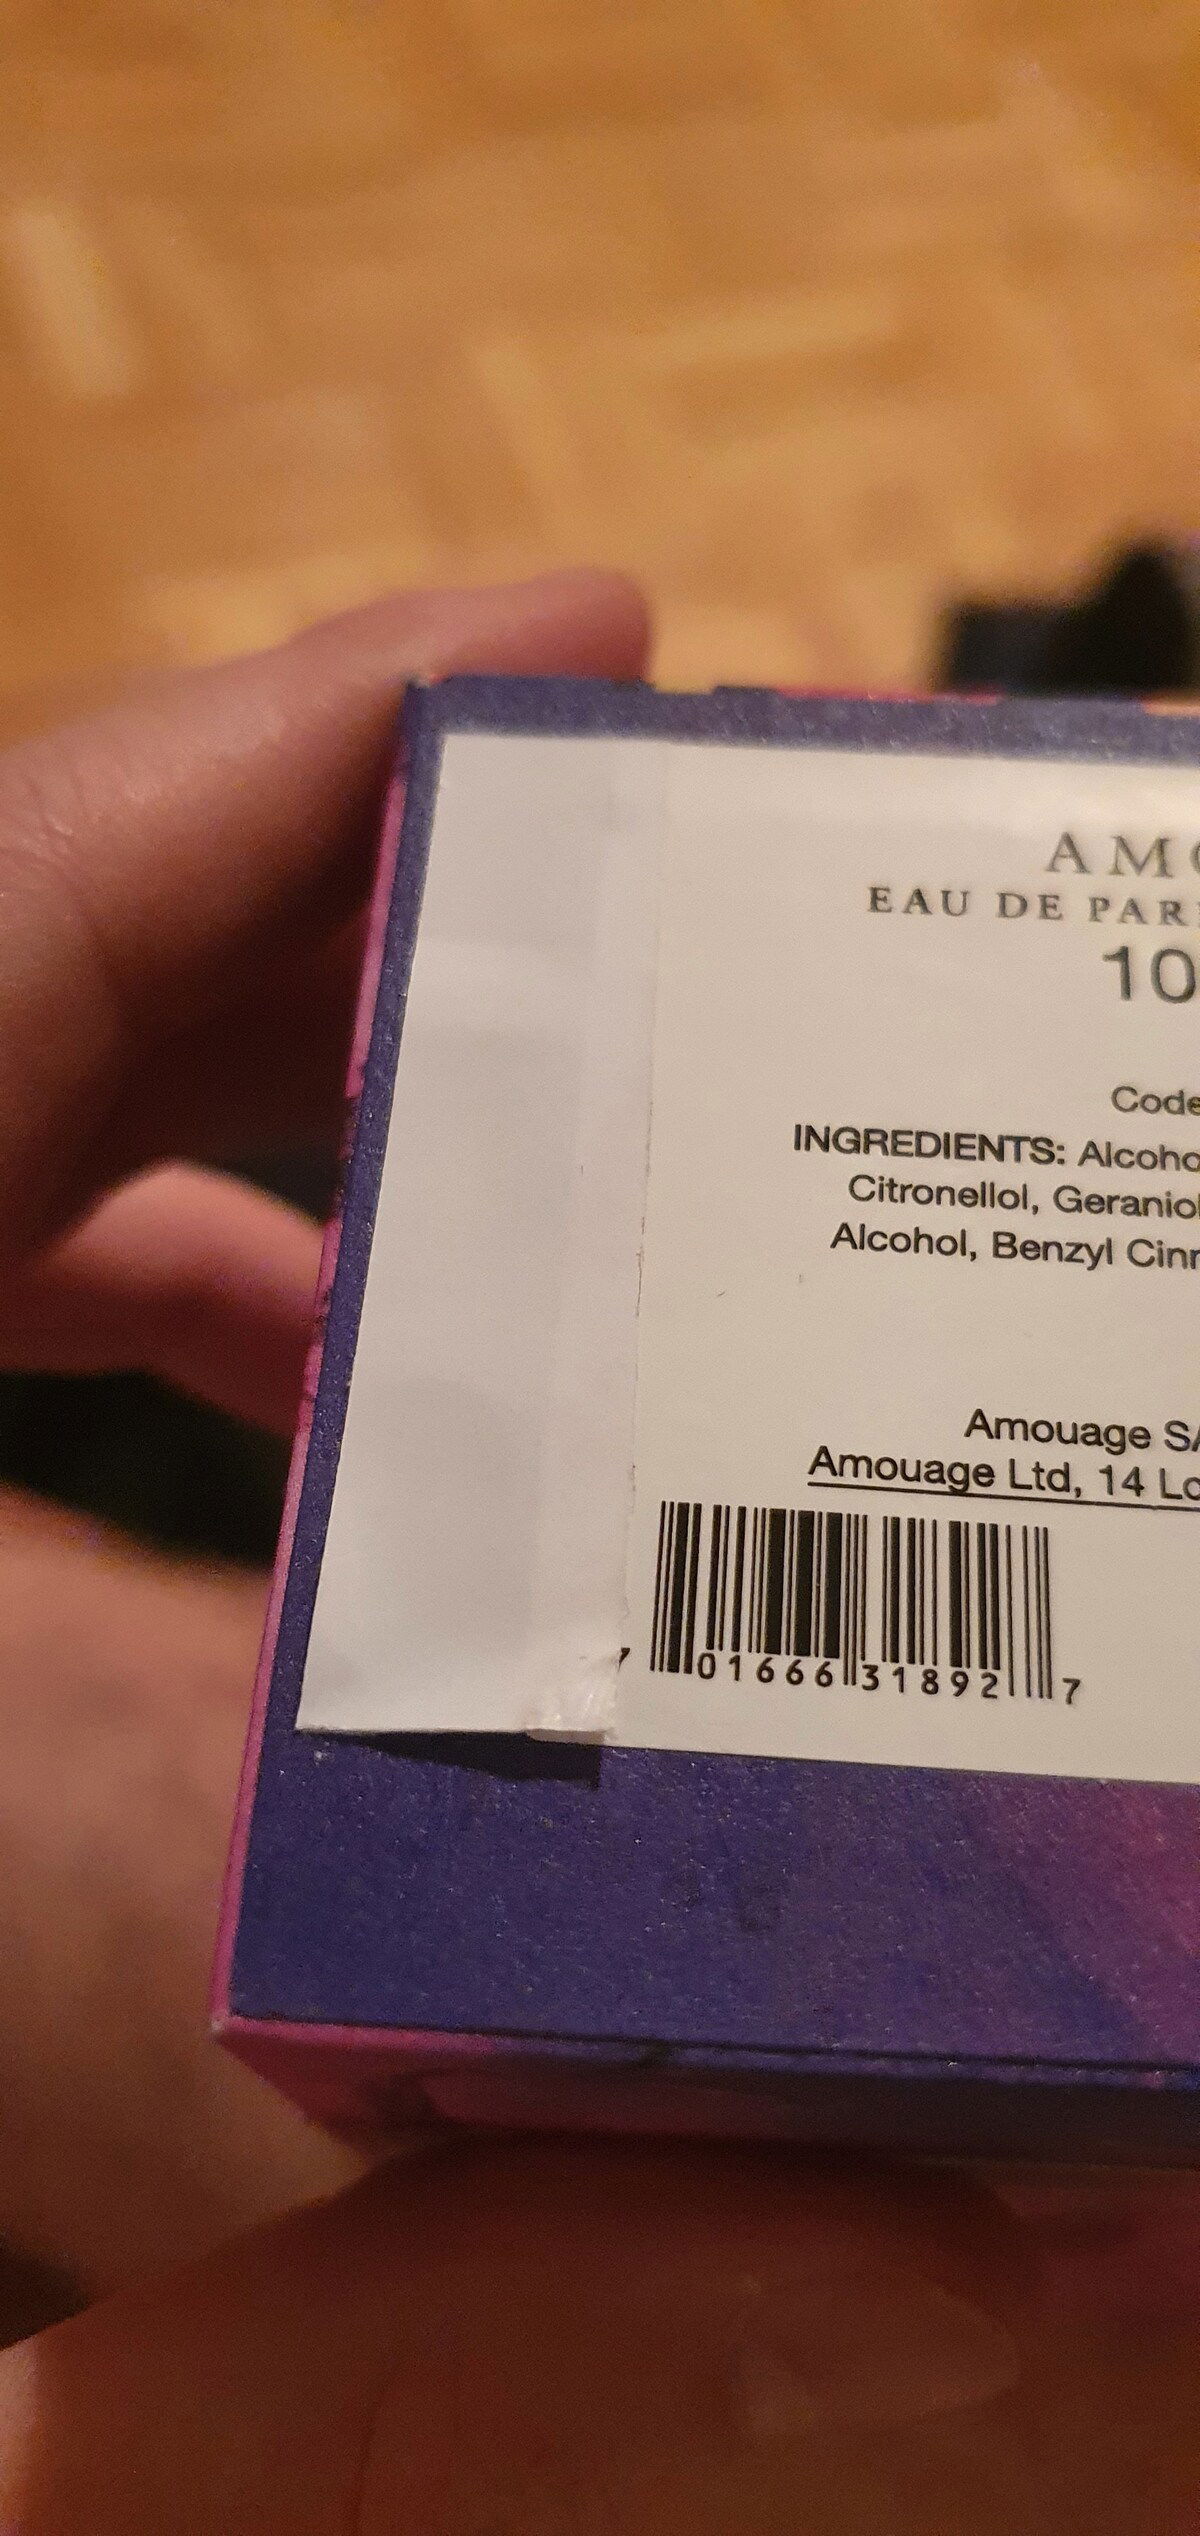 AMO
EAU DE PAR
10
Code
INGREDIENTS: Alcoho
Citronellol, Geraniol
Alcohol, Benzyl Cinn
Amouage SA
Amouage Ltd, 14 Lo
7 01666 31892 7